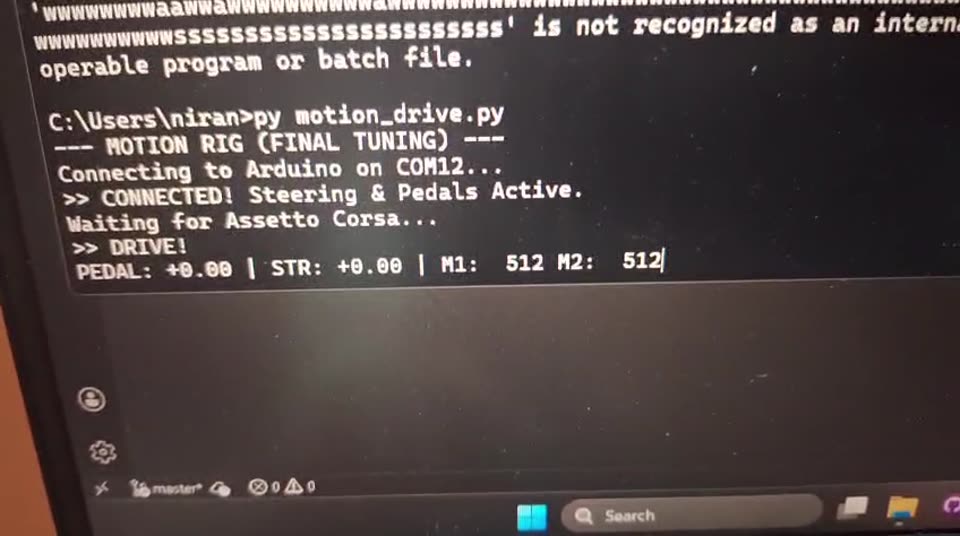 wwwwwwwwwwwsssssssssssssssssssssss' is not recognized as an
operable program or batch file.
C:\Users\niran>py motion_drive.py
--- MOTION RIG (FINAL TUNING) ---
Connecting to Arduino on COM12...
>> CONNECTED! Steering & Pedals Active.
Waiting for Assetto Corsa...
>> DRIVE!
PEDAL: +0.00 | STR: +0.00 | M1: 512 M2: 512
master* 0 0
Search